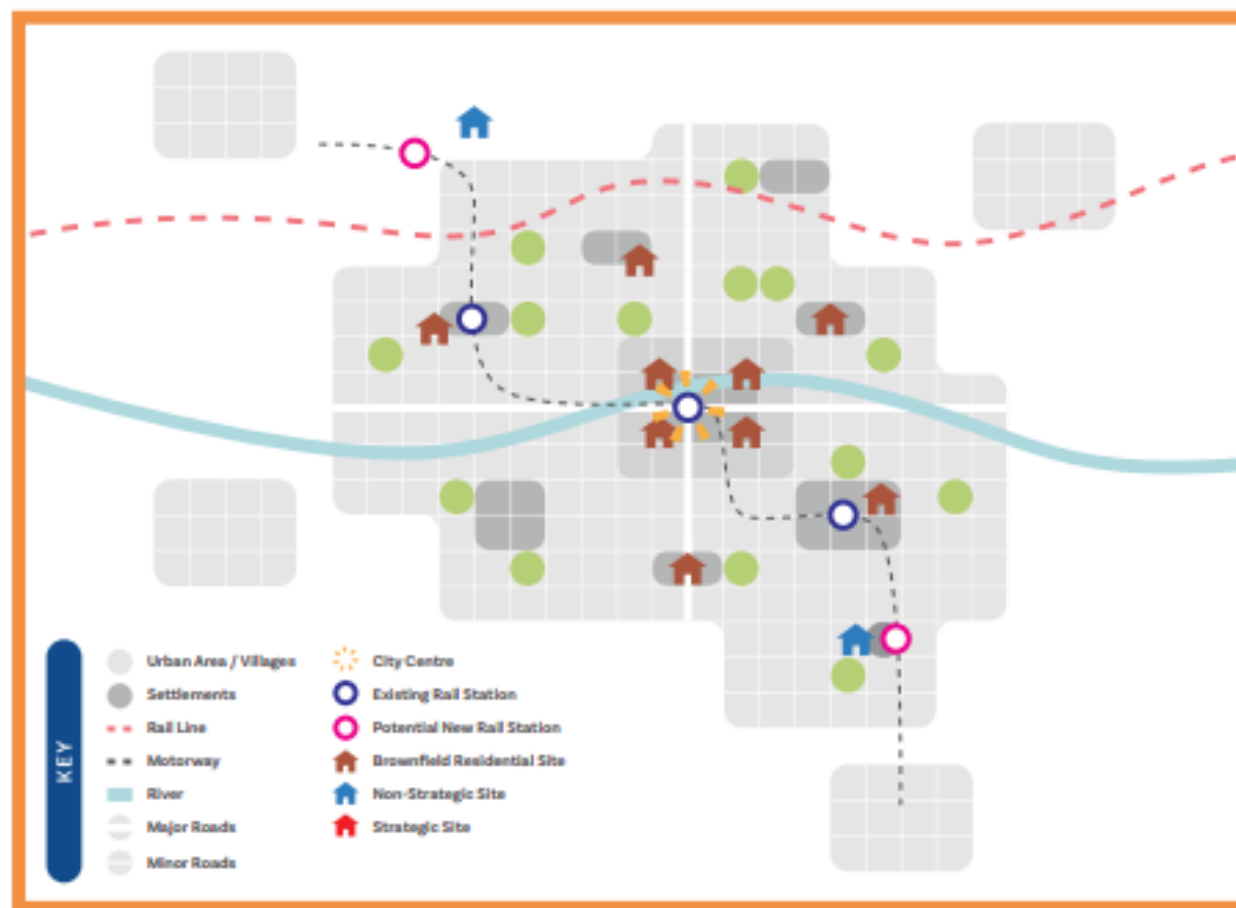 KEY
Urban Area / Villages
Settlements
Rail Line
Motorway
River
Major Roads
Minor Roads
City Centre
Existing Rail Station
Potential New Rail Station
Brownfield Residential Site
Non-Strategic Site
Strategic Site